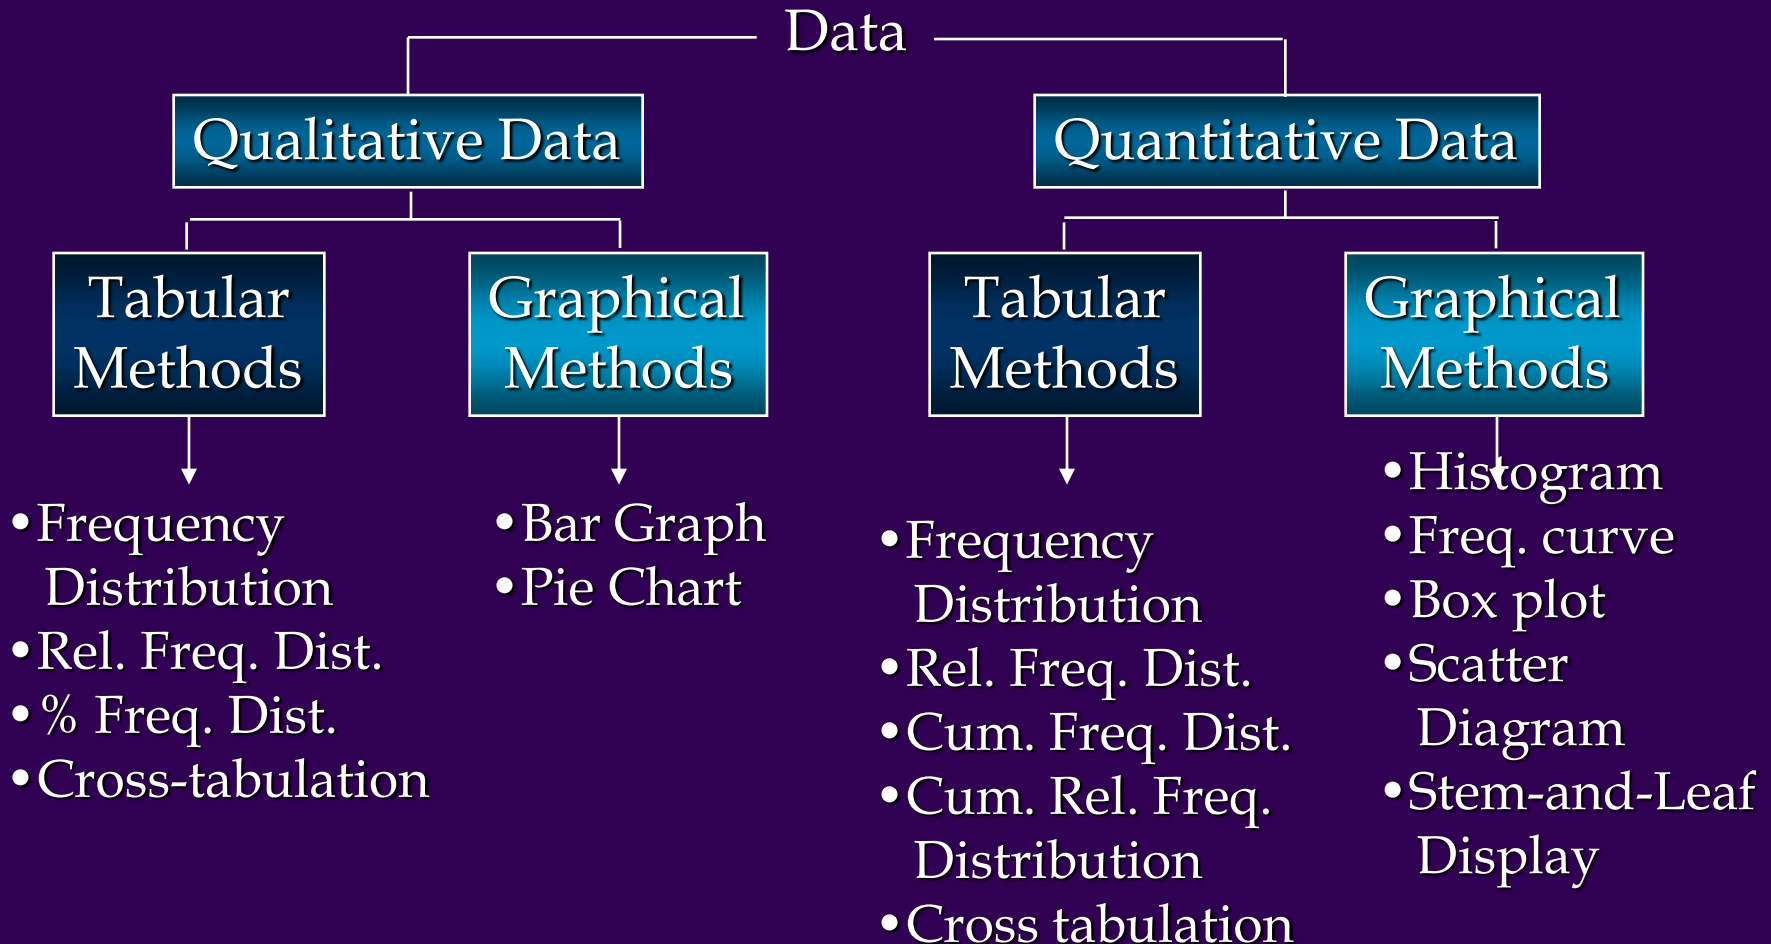 Data
Qualitative Data
Quantitative Data
Tabular
Methods
Graphical
Methods
Tabular
Methods
Graphical
Methods
•Frequency
Distribution
•Rel. Freq. Dist.
•% Freq. Dist.
•Cross-tabulation
•Bar Graph
•Pie Chart
•Frequency
Distribution
•Rel. Freq. Dist.
•Cum. Freq. Dist.
•Cum. Rel. Freq.
Distribution
•Cross tabulation
•Histogram
•Freq. curve
•Box plot
•Scatter
Diagram
•Stem-and-Leaf
Display